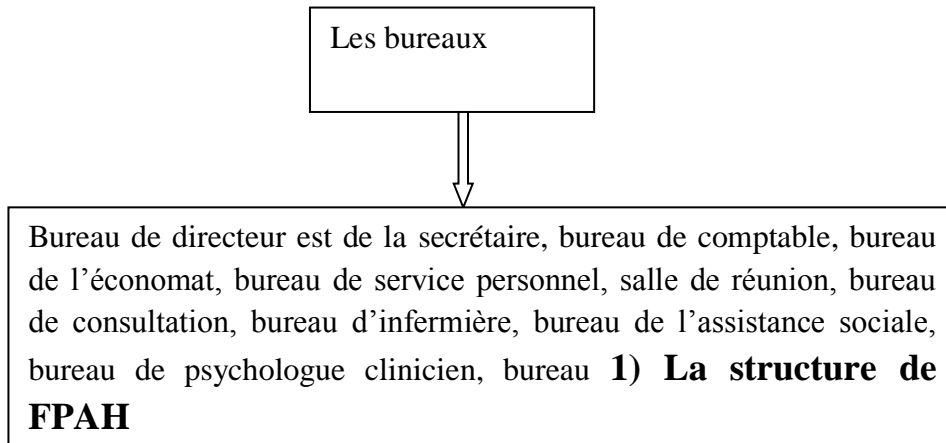 Les bureaux
Bureau de directeur est de la secrétaire, bureau de comptable, bureau
de l’économat, bureau de service personnel, salle de réunion, bureau
de consultation, bureau d’infermière, bureau de l’assistance sociale,
bureau de psychologue clinicien, bureau 1) La structure de
FPAH